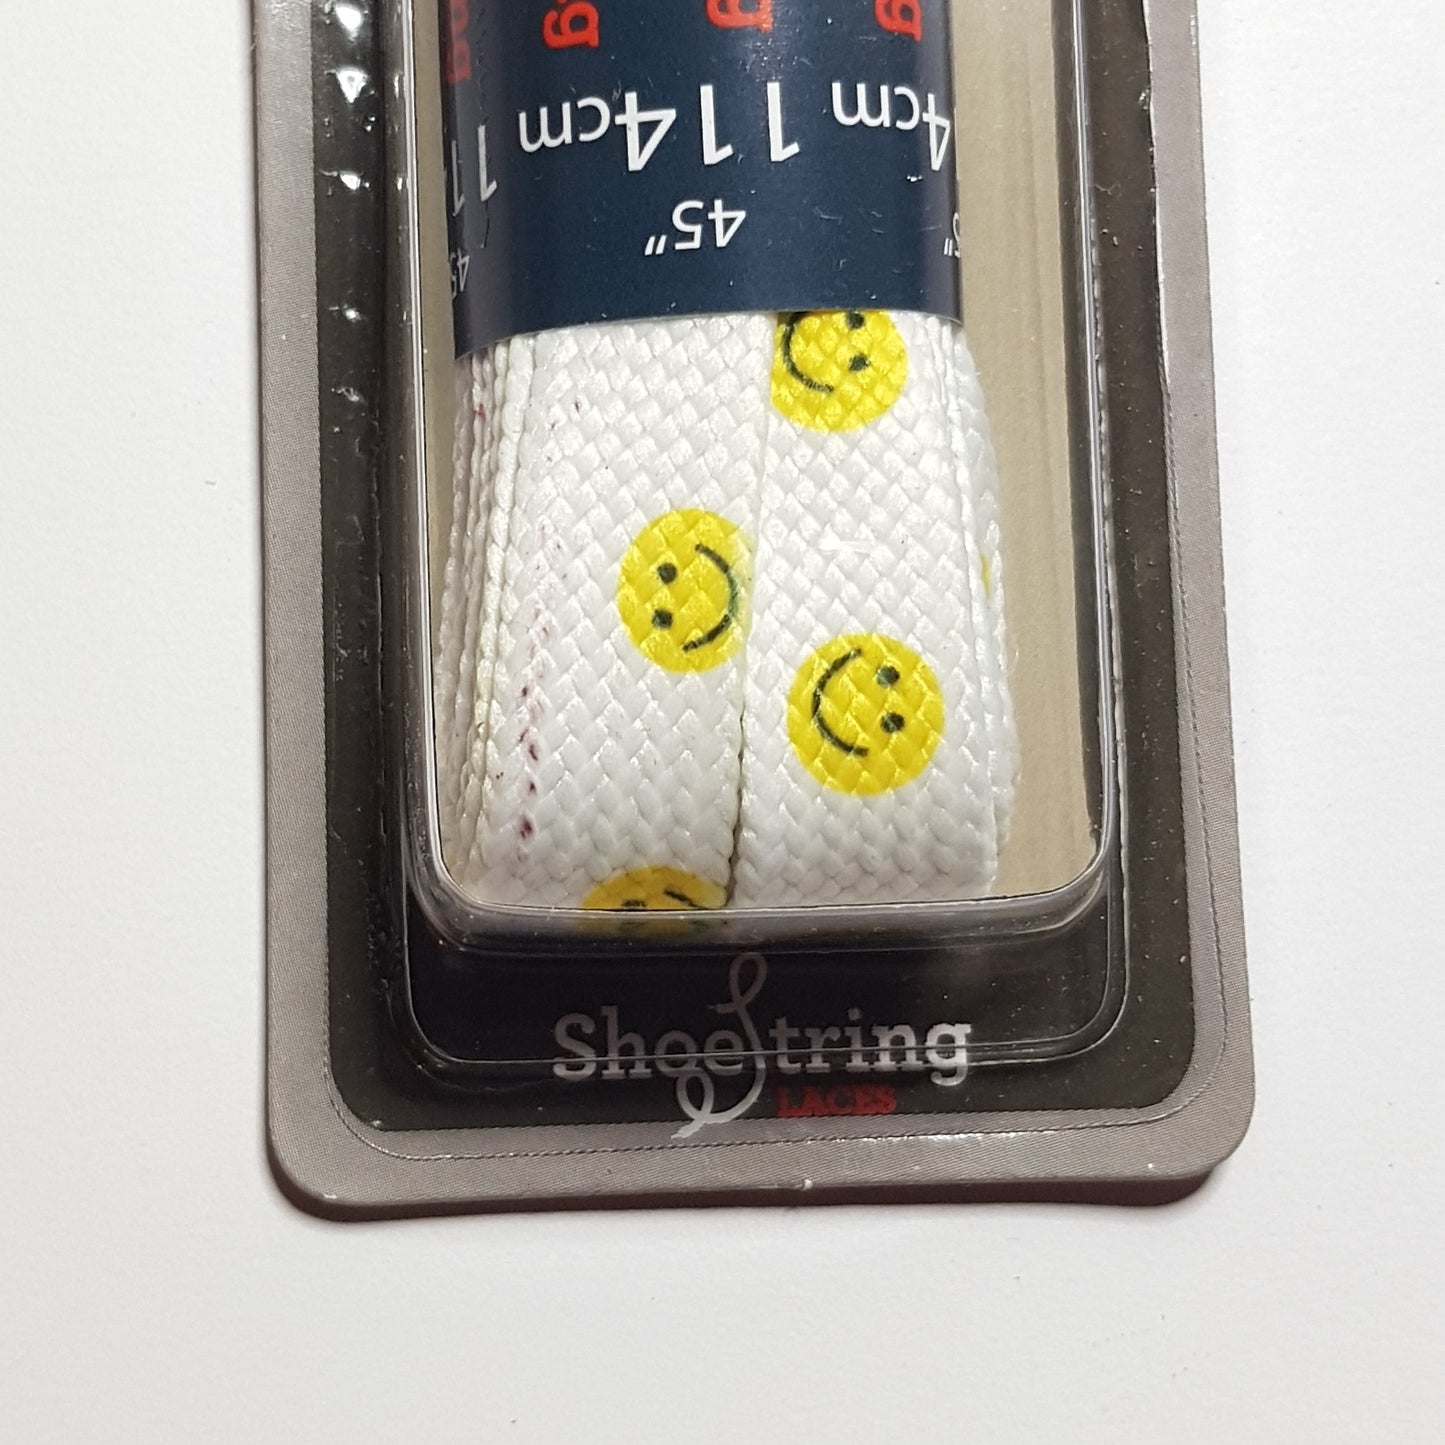 114cm
45"
ShoeString
LACES